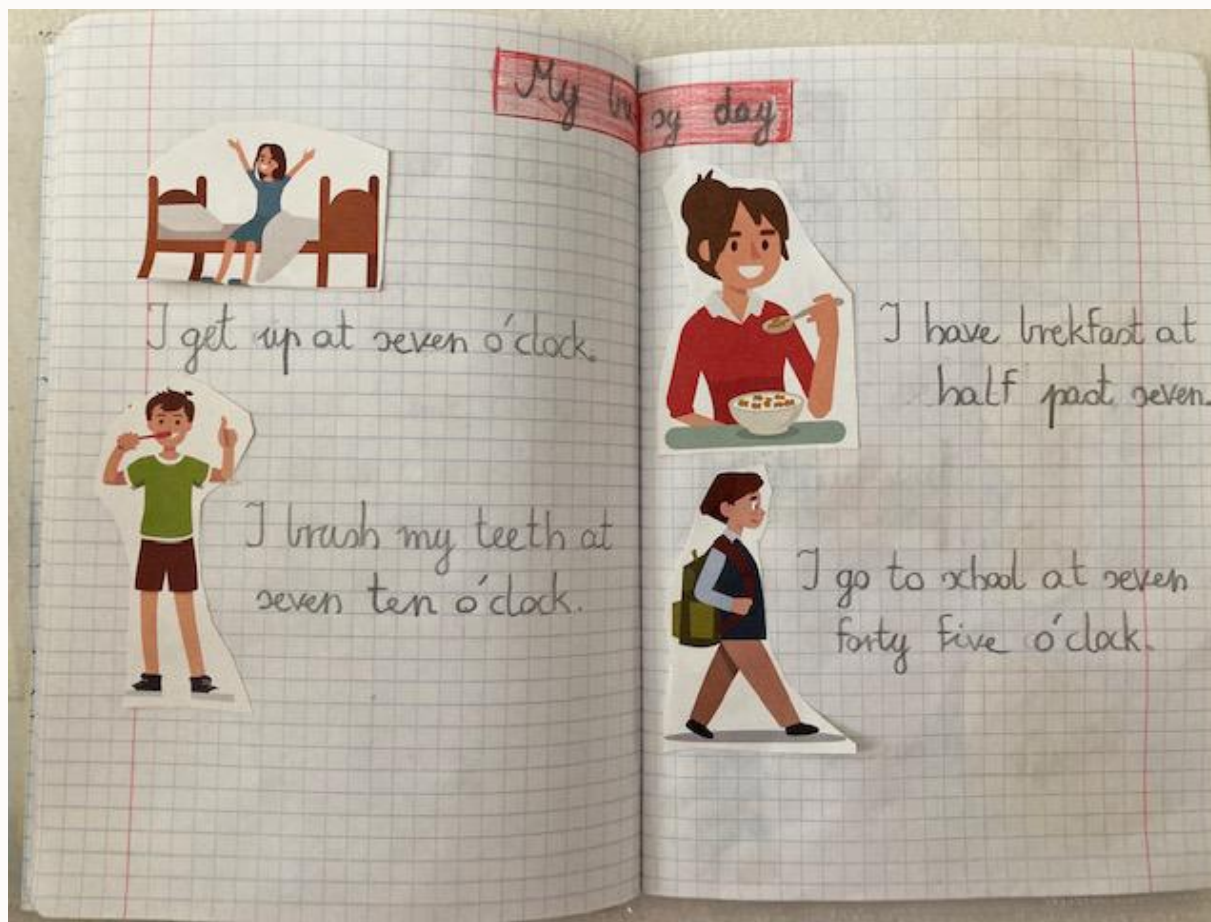 My busy day
I get up at seven o'clock.
I brush my teeth at
seven ten o'clock.
I have brekfast at
half past seven.
I go to school at seven
forty five o'clock.